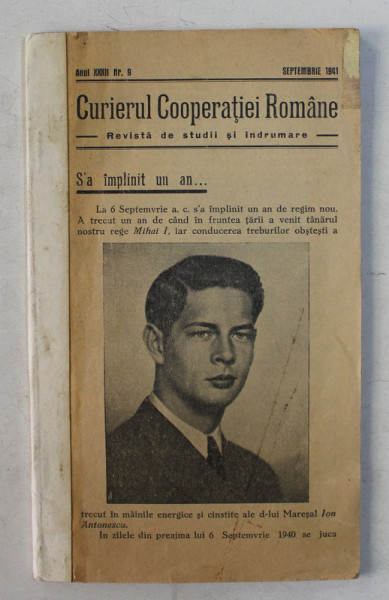 Anul XXXIII Nr. 9 SEPTEMBRIE 1941
Curierul Cooperației Române
Revistă de studii și îndrumare
S'a împlinit un an...
La 6 Septemvrie a. c. s'a împlinit un an de regim nou.
A trecut un an de când în fruntea țării a venit tânărul
nostru rege Mihai I, iar conducerea treburilor obștești a
trecut în mâinile energice și cinstite ale d-lui Mareșal Ion
Antonescu.
In zilele din preajma lui 6 Septemvrie 1940 se juca